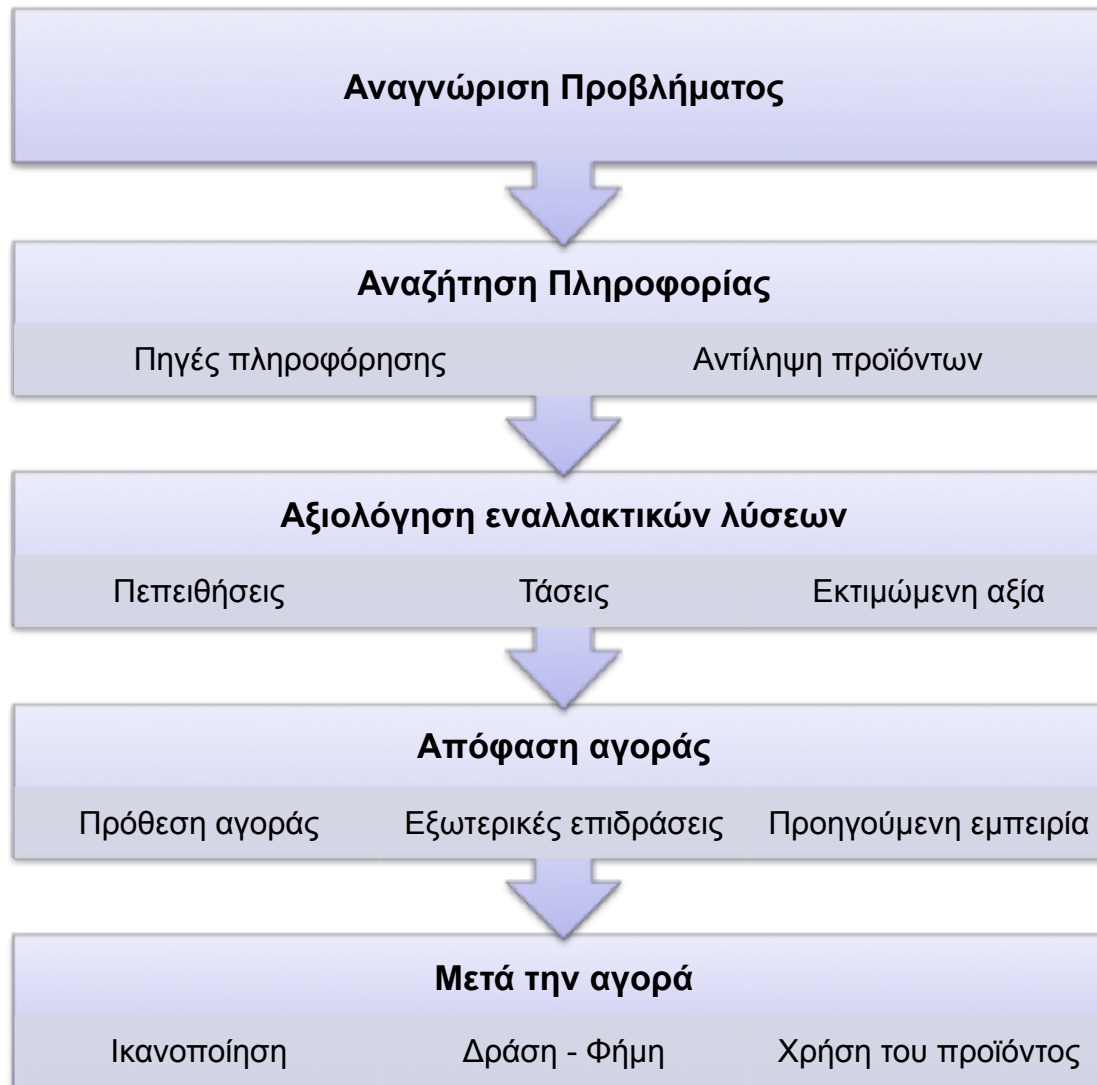 Αναγνώριση Προβλήματος
Αναζήτηση Πληροφορίας
Πηγές πληροφόρησης Αντίληψη προϊόντων
Αξιολόγηση εναλλακτικών λύσεων
Πεπειθήσεις Τάσεις Εκτιμώμενη αξία
Απόφαση αγοράς
Πρόθεση αγοράς Εξωτερικές επιδράσεις Προηγούμενη εμπειρία
Μετά την αγορά
Ικανοποίηση Δράση - Φήμη Χρήση του προϊόντος